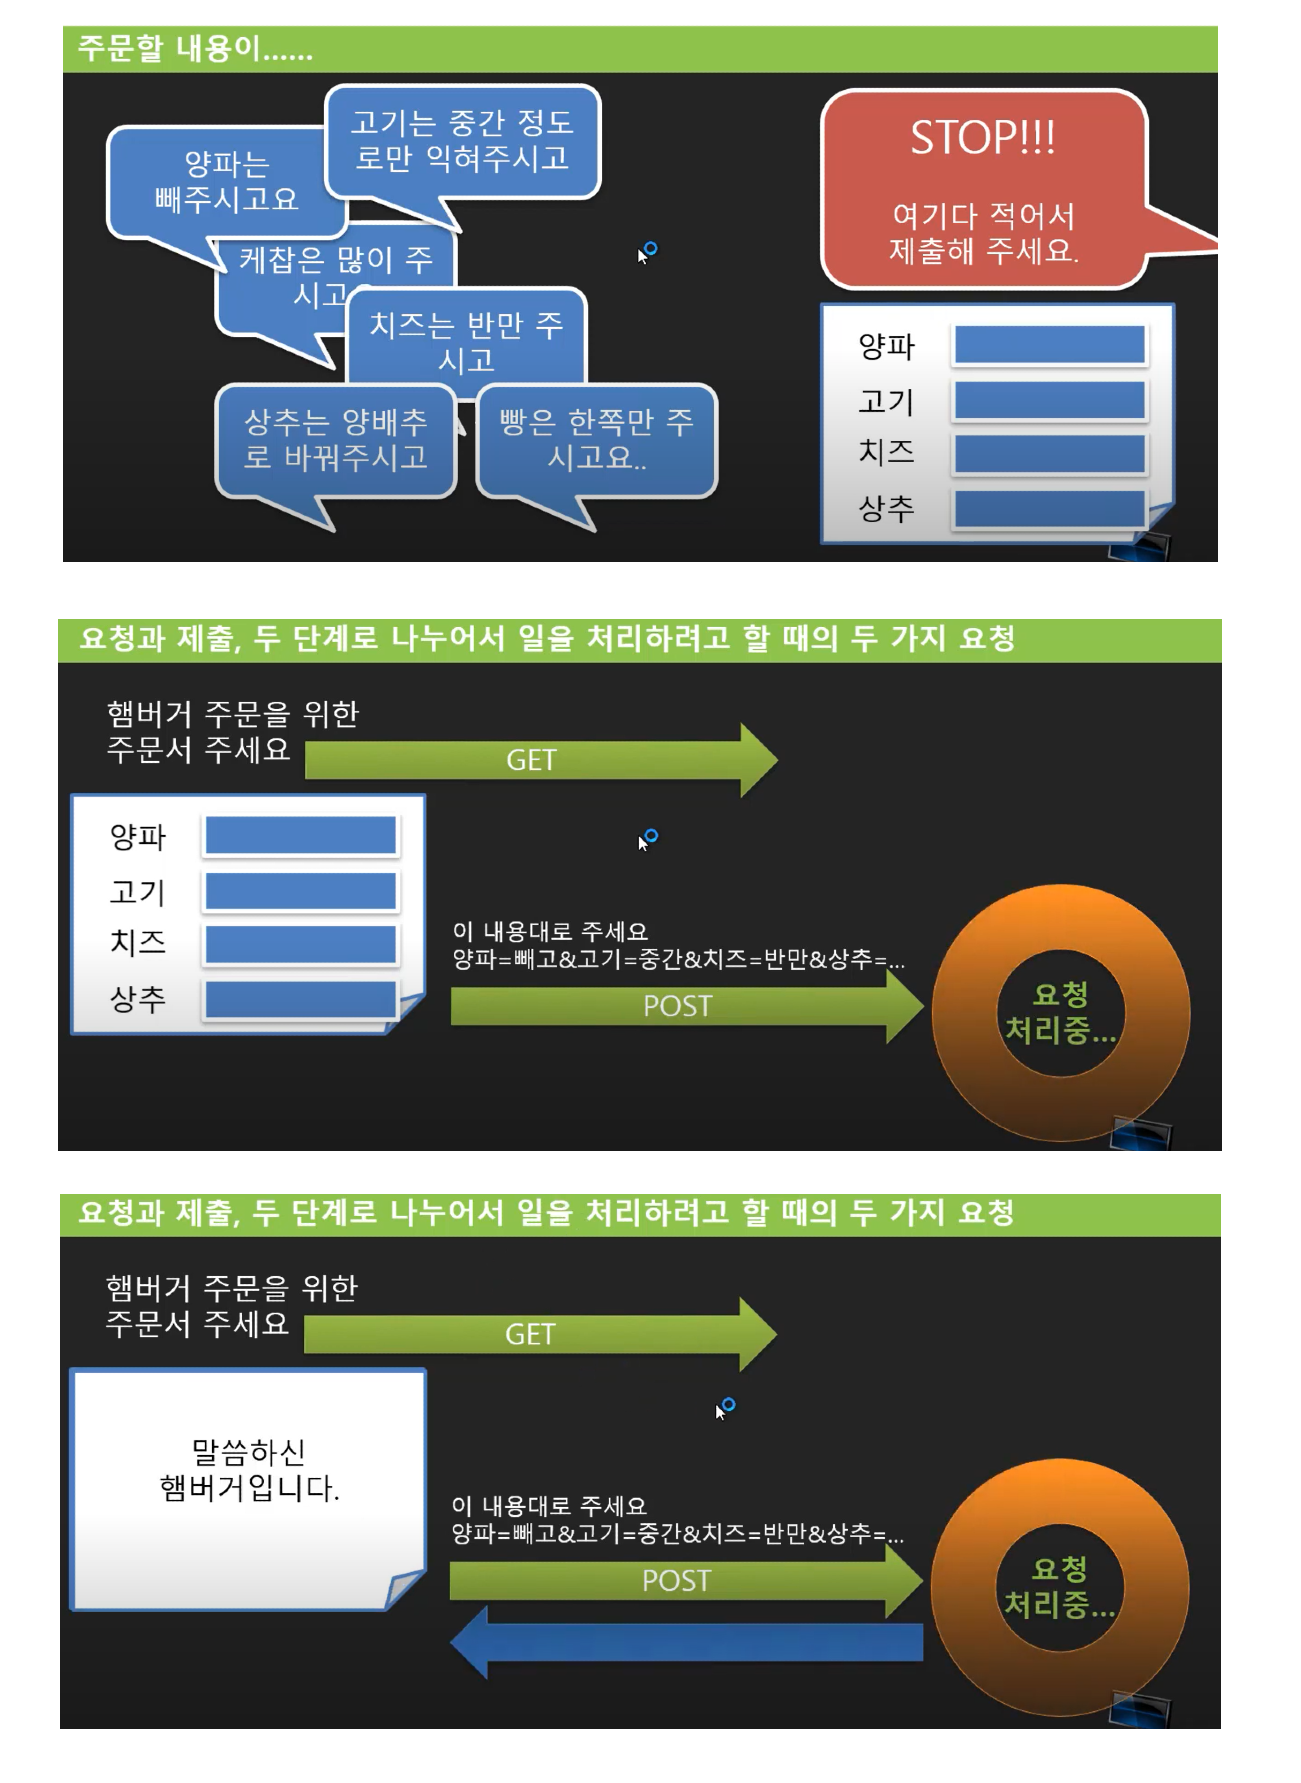 주문할 내용이......
고기는 중간 정도
로만 익혀주시고
양파는
빼주시고요
케찹은 많이 주
시고
치즈는 반만 주
시고
상추는 양배추
로 바꿔주시고
빵은 한쪽만 주
시고요..
STOP!!!
여기다 적어서
제출해 주세요.
양파
고기
치즈
상추
요청과 제출, 두 단계로 나누어서 일을 처리하려고 할 때의 두 가지 요청
햄버거 주문을 위한
주문서 주세요
GET
양파
고기
치즈
상추
이 내용대로 주세요
양파=빼고&고기=중간&치즈=반만&상추=...
POST
요청
처리중...
요청과 제출, 두 단계로 나누어서 일을 처리하려고 할 때의 두 가지 요청
햄버거 주문을 위한
주문서 주세요
GET
말씀하신
햄버거입니다.
이 내용대로 주세요
양파=빼고&고기=중간&치즈=반만&상추=...
POST
요청
처리중...